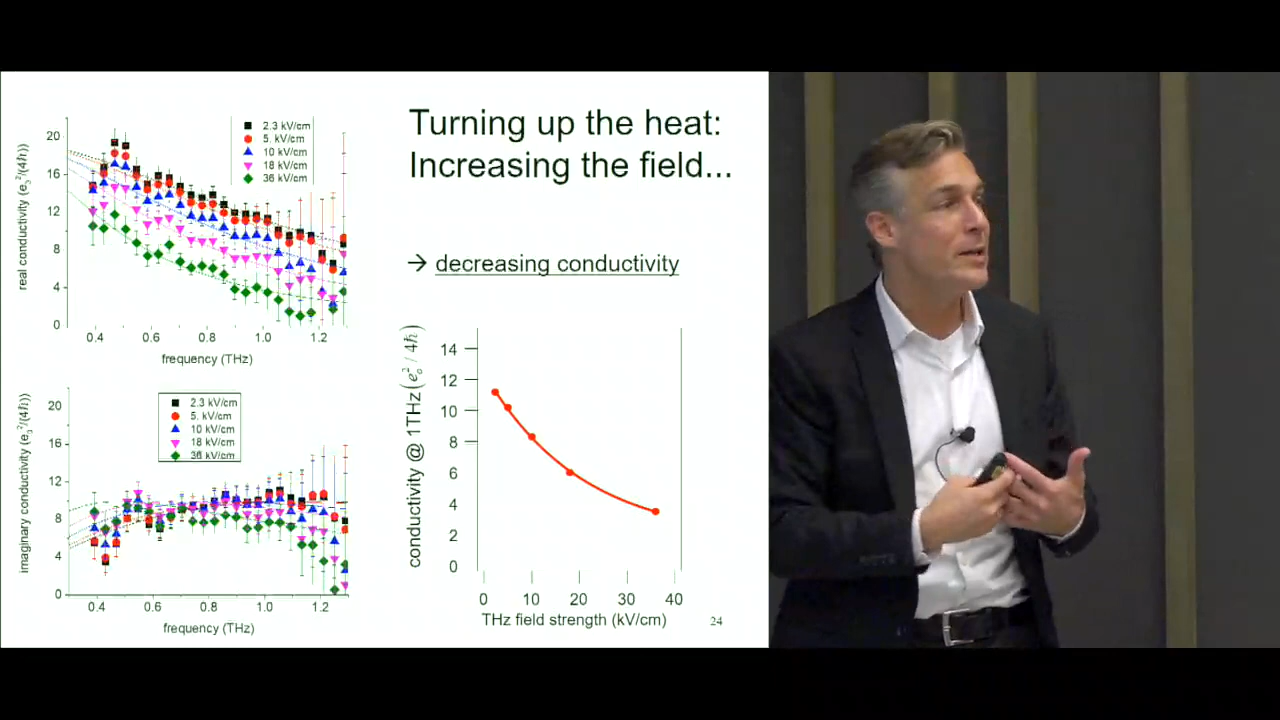 Turning up the heat:
Increasing the field...
→ decreasing conductivity
20
16
12
8
4
0
real conductivity (e₀²/(4ℏ))
2.3 kV/cm
5. kV/cm
10 kV/cm
18 kV/cm
36 kV/cm
0.4 0.6 0.8 1.0 1.2
frequency (THz)
20
16
12
8
4
0
imaginary conductivity (e₀²/(4ℏ))
2.3 kV/cm
5. kV/cm
10 kV/cm
18 kV/cm
36 kV/cm
0.4 0.6 0.8 1.0 1.2
frequency (THz)
14
12
10
8
6
4
2
0
conductivity @ 1THz (e₀² / 4ℏ)
0 10 20 30 40
THz field strength (kV/cm)
24